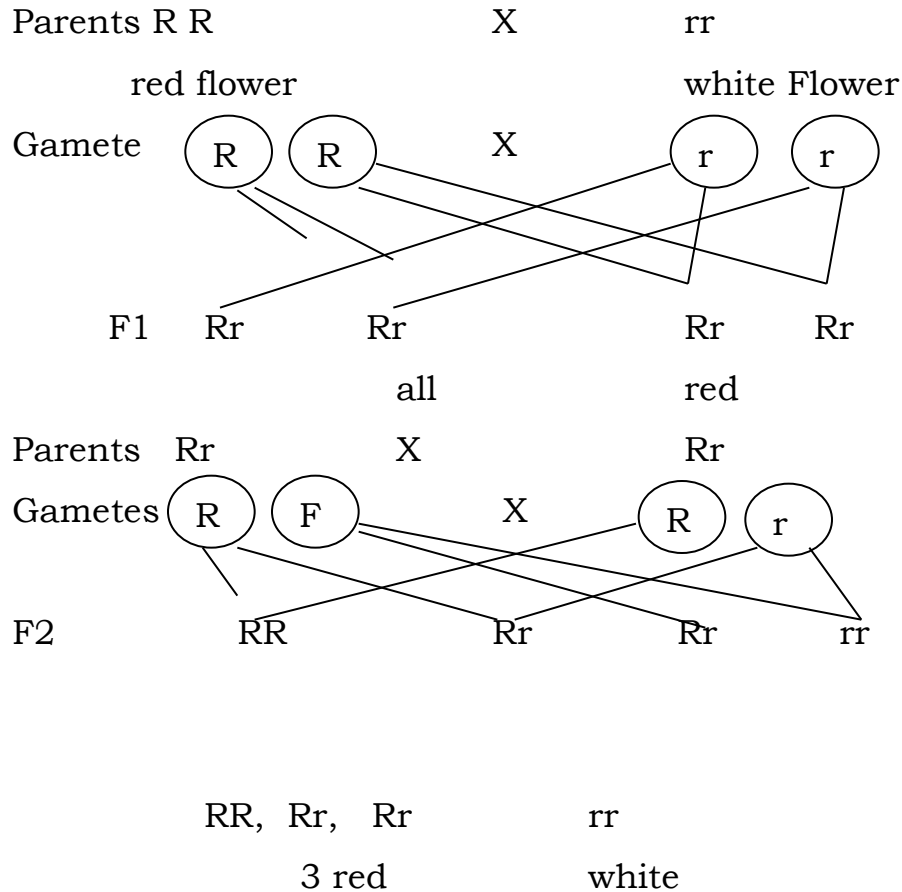 Parents R R X rr
red flower white Flower
Gamete R R X r r
F1 Rr Rr Rr Rr
all red
Parents Rr X Rr
Gametes R F X R r
F2 RR Rr Rr rr
RR, Rr, Rr rr
3 red white